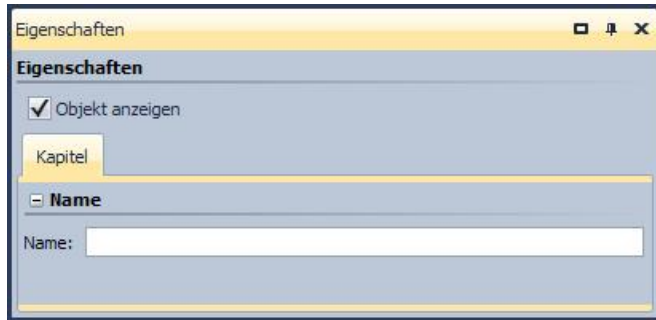 Eigenschaften
Eigenschaften
Objekt anzeigen
Kapitel
Name
Name: